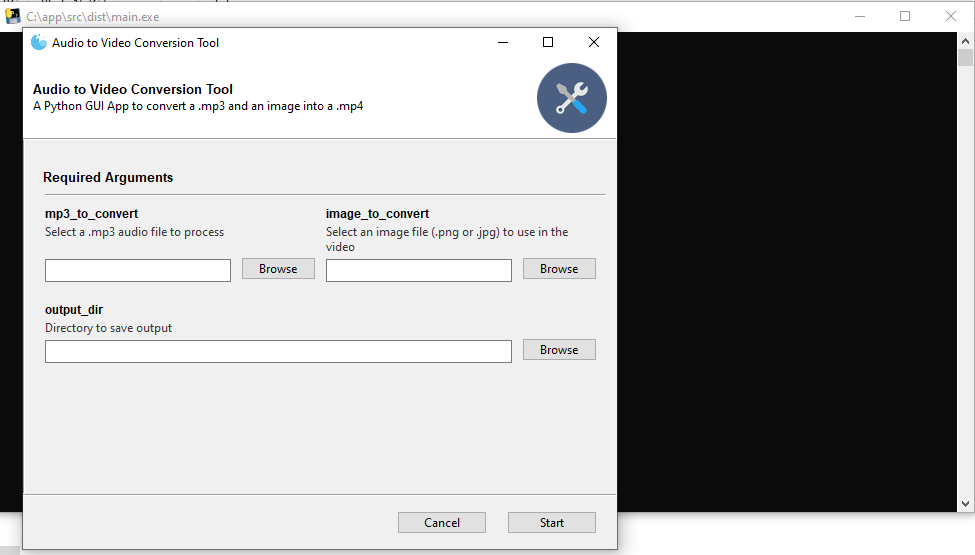 C:\app\src\dist\main.exe
Audio to Video Conversion Tool
Audio to Video Conversion Tool
A Python GUI App to convert a .mp3 and an image into a .mp4
Required Arguments
mp3_to_convert
Select a .mp3 audio file to process
Browse
image_to_convert
Select an image file (.png or .jpg) to use in the
video
Browse
output_dir
Directory to save output
Browse
Cancel
Start